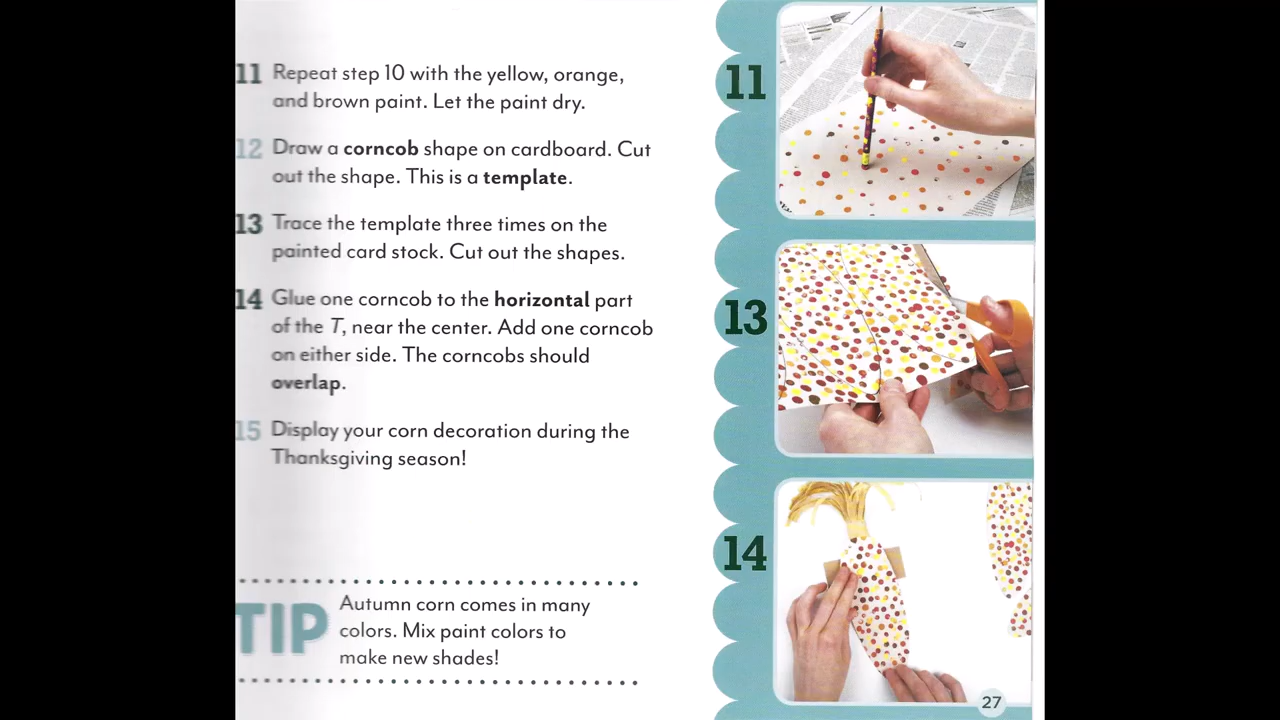 11 Repeat step 10 with the yellow, orange,
and brown paint. Let the paint dry.
12 Draw a corncob shape on cardboard. Cut
out the shape. This is a template.
13 Trace the template three times on the
painted card stock. Cut out the shapes.
14 Glue one corncob to the horizontal part
of the T, near the center. Add one corncob
on either side. The corncobs should
overlap.
15 Display your corn decoration during the
Thanksgiving season!
TIP
Autumn corn comes in many
colors. Mix paint colors to
make new shades!
11
13
14
27